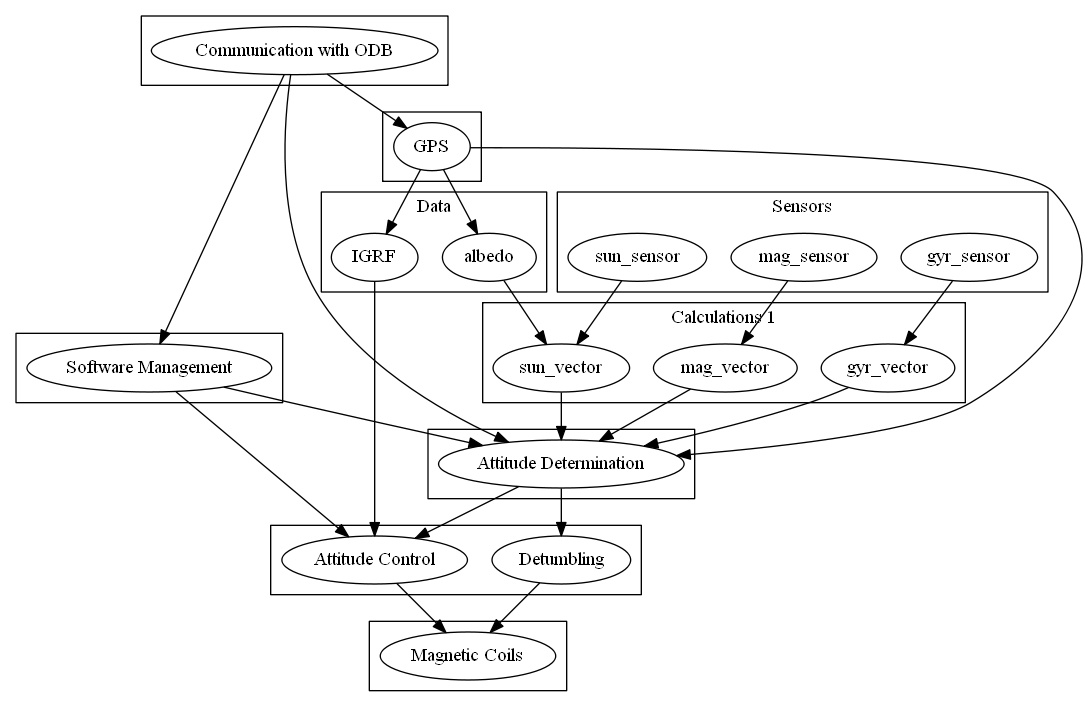 Communication with ODB
GPS
Data
Sensors
IGRF
albedo
sun_sensor
mag_sensor
gyr_sensor
Calculations 1
Software Management
sun_vector
mag_vector
gyr_vector
Attitude Determination
Attitude Control
Detumbling
Magnetic Coils